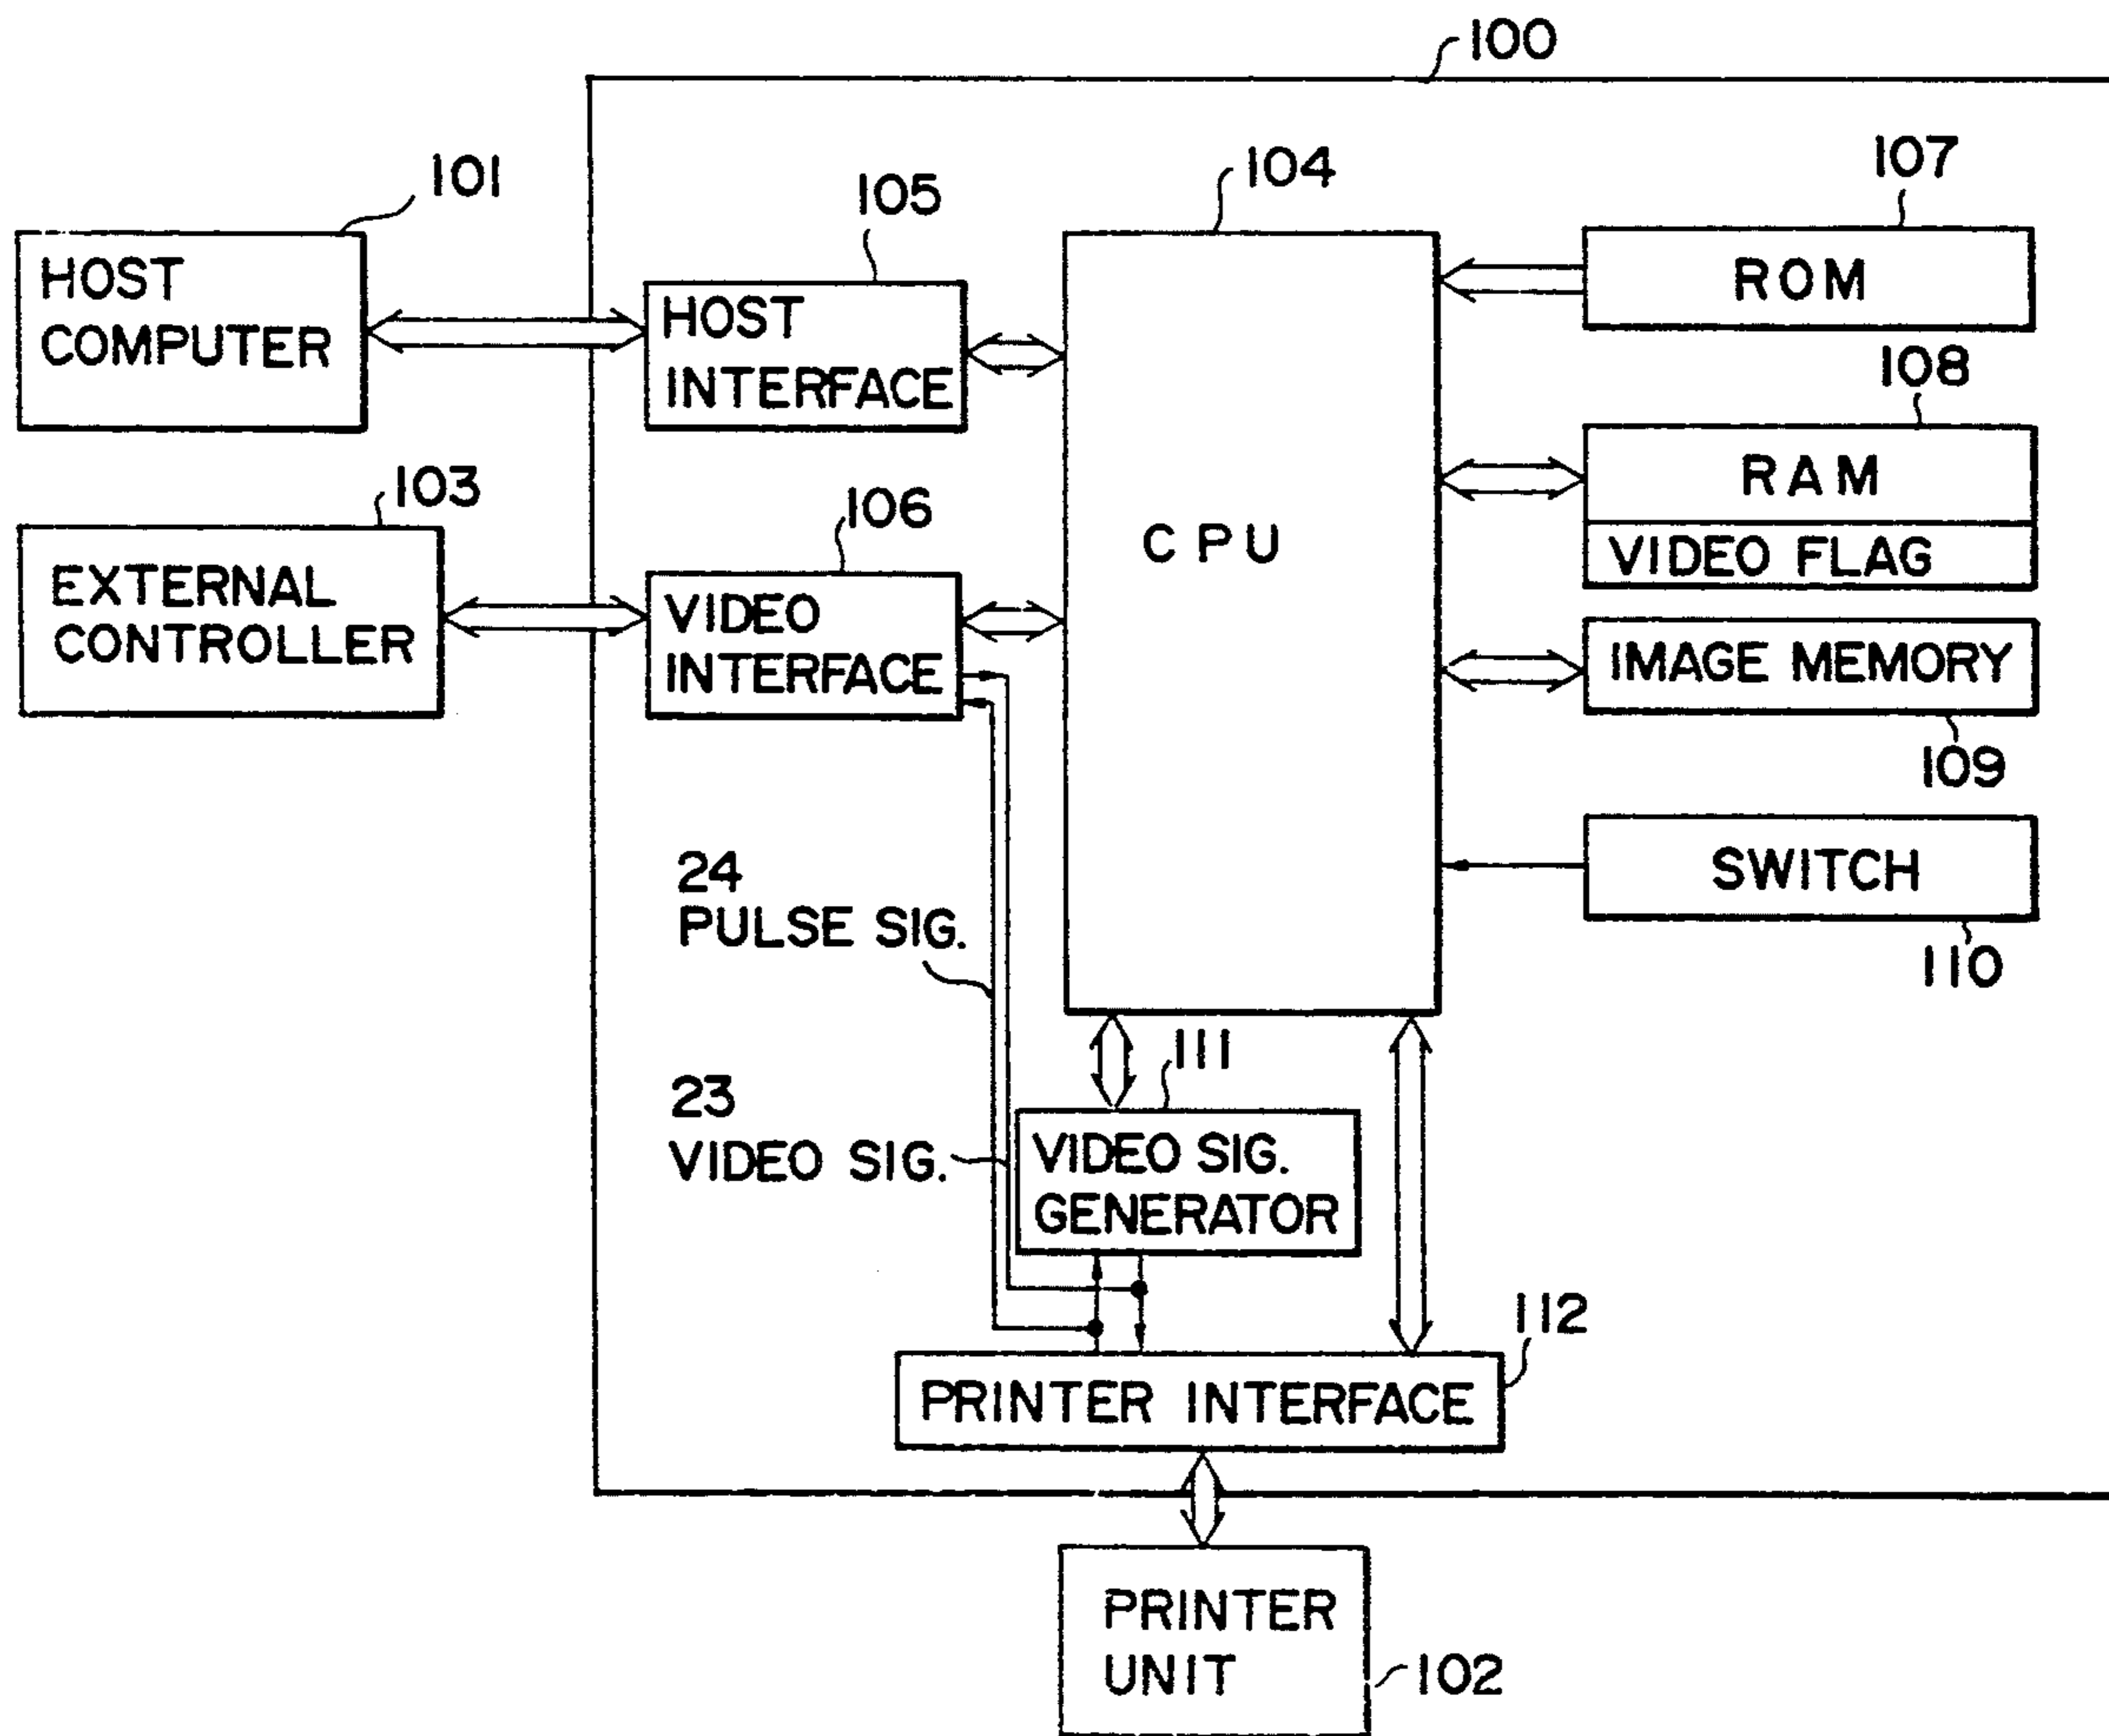 100
101
HOST
COMPUTER
105
HOST
INTERFACE
104
CPU
107
ROM
108
RAM
VIDEO FLAG
103
EXTERNAL
CONTROLLER
106
VIDEO
INTERFACE
IMAGE MEMORY
109
SWITCH
110
24
PULSE SIG.
23
VIDEO SIG.
111
VIDEO SIG.
GENERATOR
112
PRINTER INTERFACE
PRINTER
UNIT
102